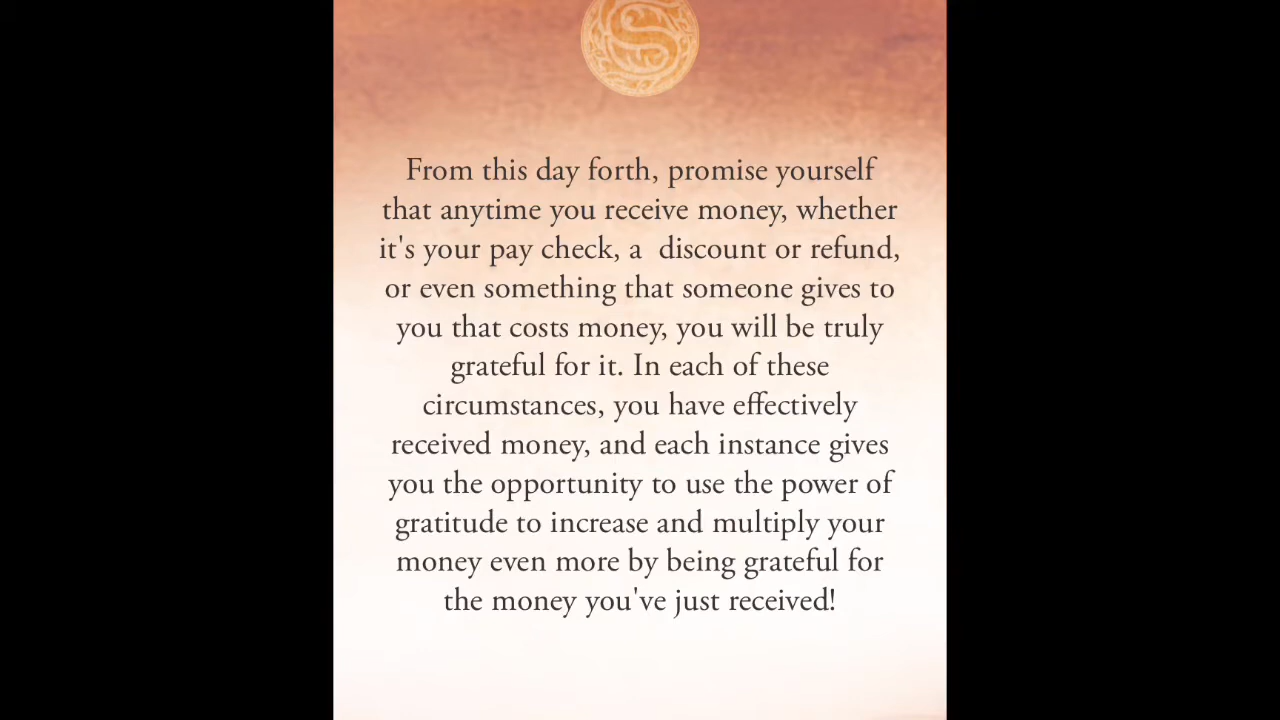 From this day forth, promise yourself
that anytime you receive money, whether
it's your pay check, a  discount or refund,
or even something that someone gives to
you that costs money, you will be truly
grateful for it. In each of these
circumstances, you have effectively
received money, and each instance gives
you the opportunity to use the power of
gratitude to increase and multiply your
money even more by being grateful for
the money you've just received!